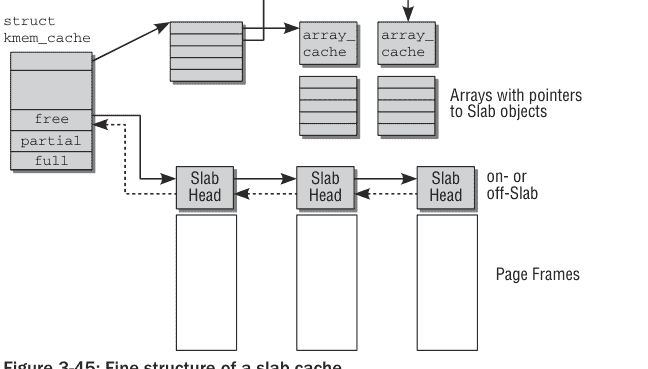 struct
kmem_cache
array_
cache
array_
cache
Arrays with pointers
to Slab objects
free
partial
full
Slab
Head
Slab
Head
Slab
Head
on- or
off-Slab
Page Frames
Figure 3-45: Fine structure of a slab cache